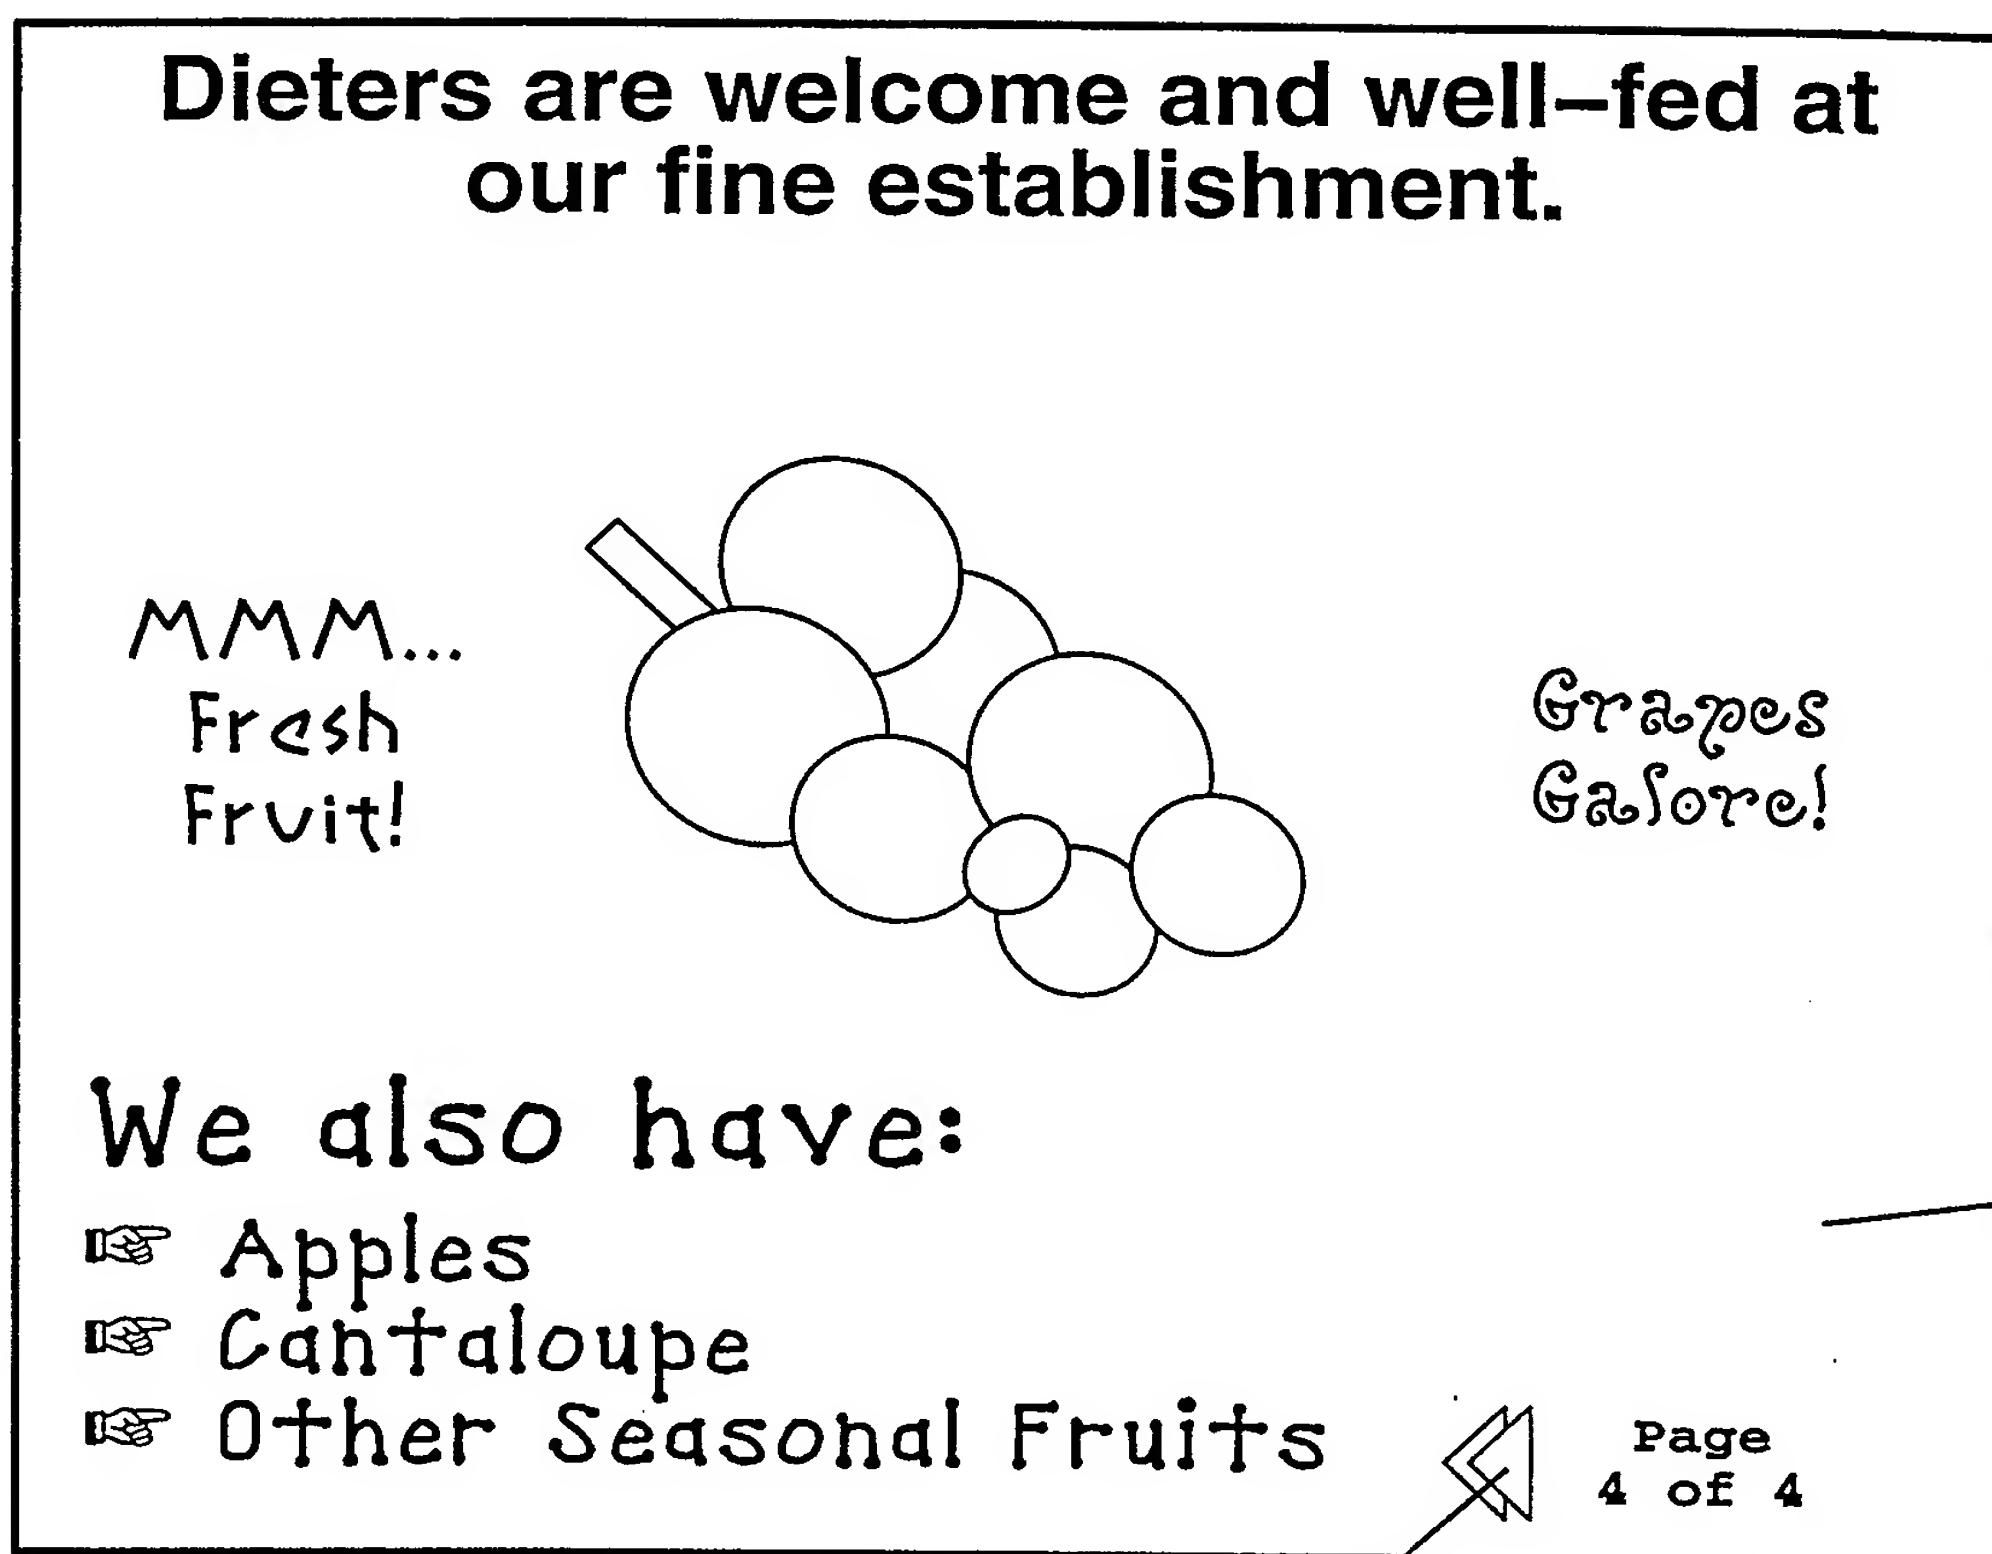 Dieters are welcome and well–fed at
our fine establishment.
MMM...
Fresh
Fruit!
Grapes
Galore!
We also have:
☞ Apples
☞ Cantaloupe
☞ Other Seasonal Fruits
Page
4 of 4